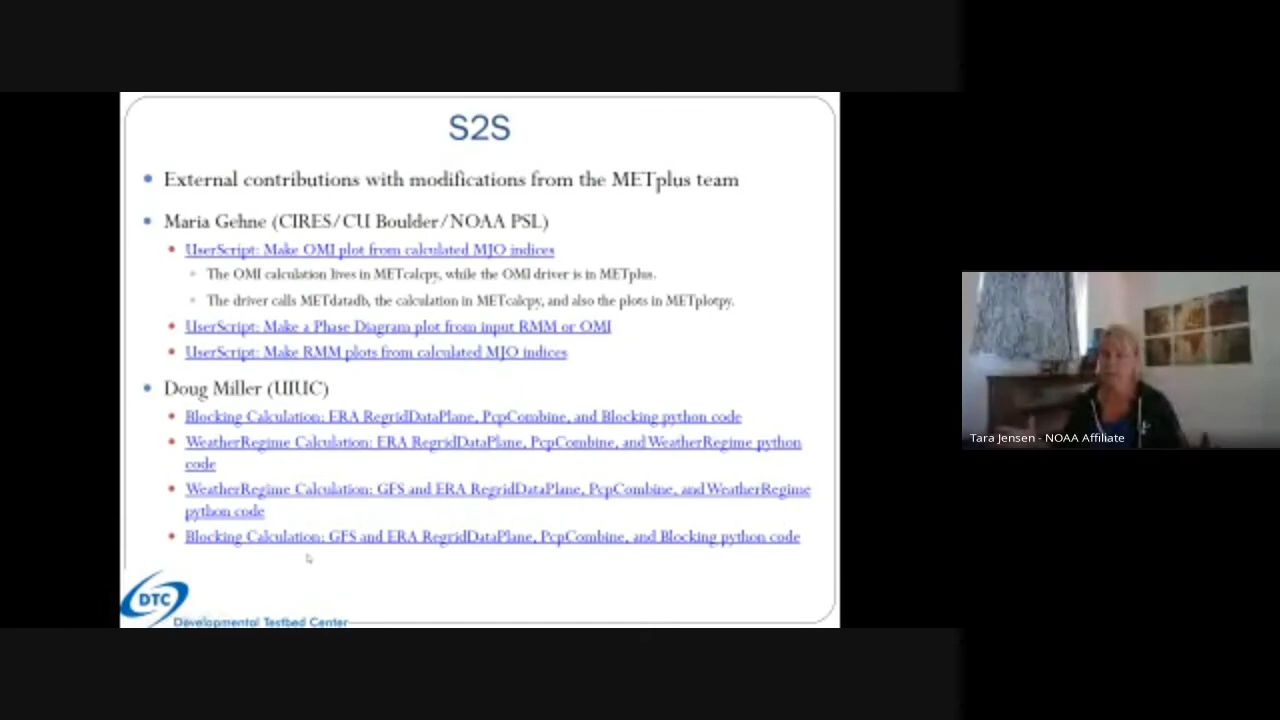 S2S
External contributions with modifications from the METplus team
Maria Gehne (CIRES/CU Boulder/NOAA PSL)
UserScript: Make OMI plot from calculated MJO indices
The OMI calculation lives in METcalcpy, while the OMI driver is in METplus.
The driver calls METdatadb, the calculation in METcalcpy, and also the plots in METplotpy.
UserScript: Make a Phase Diagram plot from input RMM or OMI
UserScript: Make RMM plots from calculated MJO indices
Doug Miller (UIUC)
Blocking Calculation: ERA RegridDataPlane, PcpCombine, and Blocking python code
WeatherRegime Calculation: ERA RegridDataPlane, PcpCombine, and WeatherRegime python
code
WeatherRegime Calculation: GFS and ERA RegridDataPlane, PcpCombine, and WeatherRegime
python code
Blocking Calculation: GFS and ERA RegridDataPlane, PcpCombine, and Blocking python code
DTC
Developmental Testbed Center
Tara Jensen - NOAA Affiliate